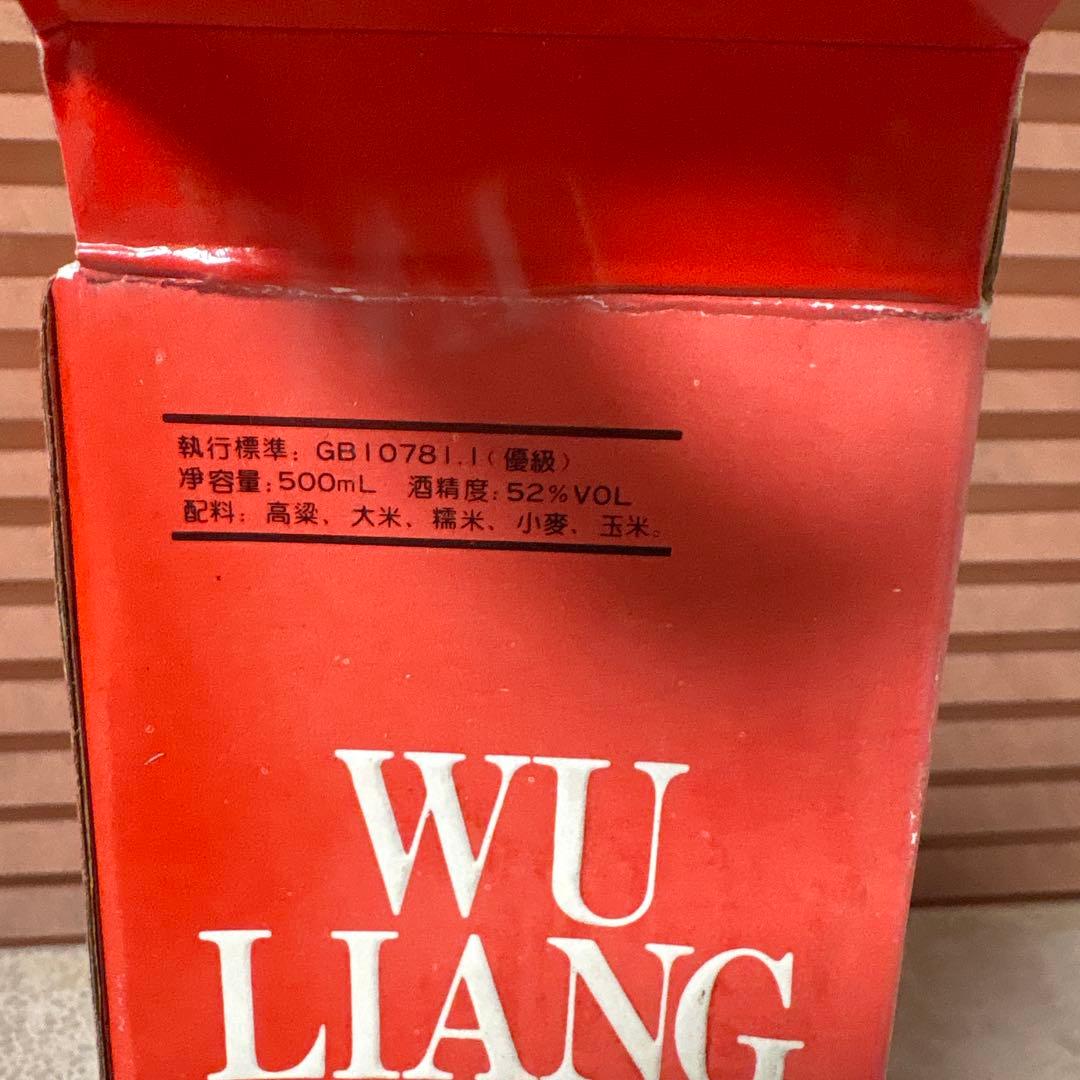 執行標準：GB10781.1（優級）
凈容量：500mL 酒精度：52%VOL
配料：高粱、大米、糯米、小麥、玉米。
WU
LIANG